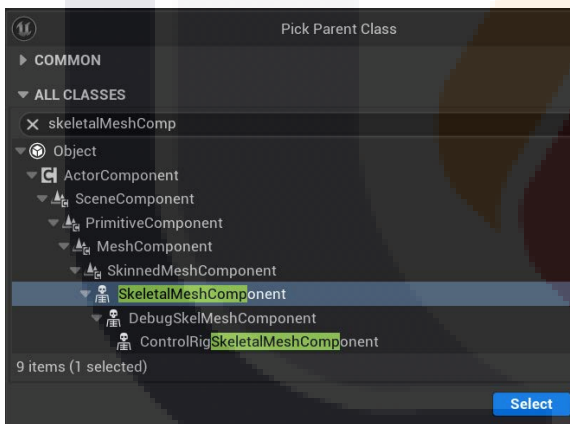 Pick Parent Class
COMMON
ALL CLASSES
skeletalMeshComp
Object
ActorComponent
SceneComponent
PrimitiveComponent
MeshComponent
SkinnedMeshComponent
SkeletalMeshComponent
DebugSkelMeshComponent
ControlRigSkeletalMeshComponent
9 items (1 selected)
Select